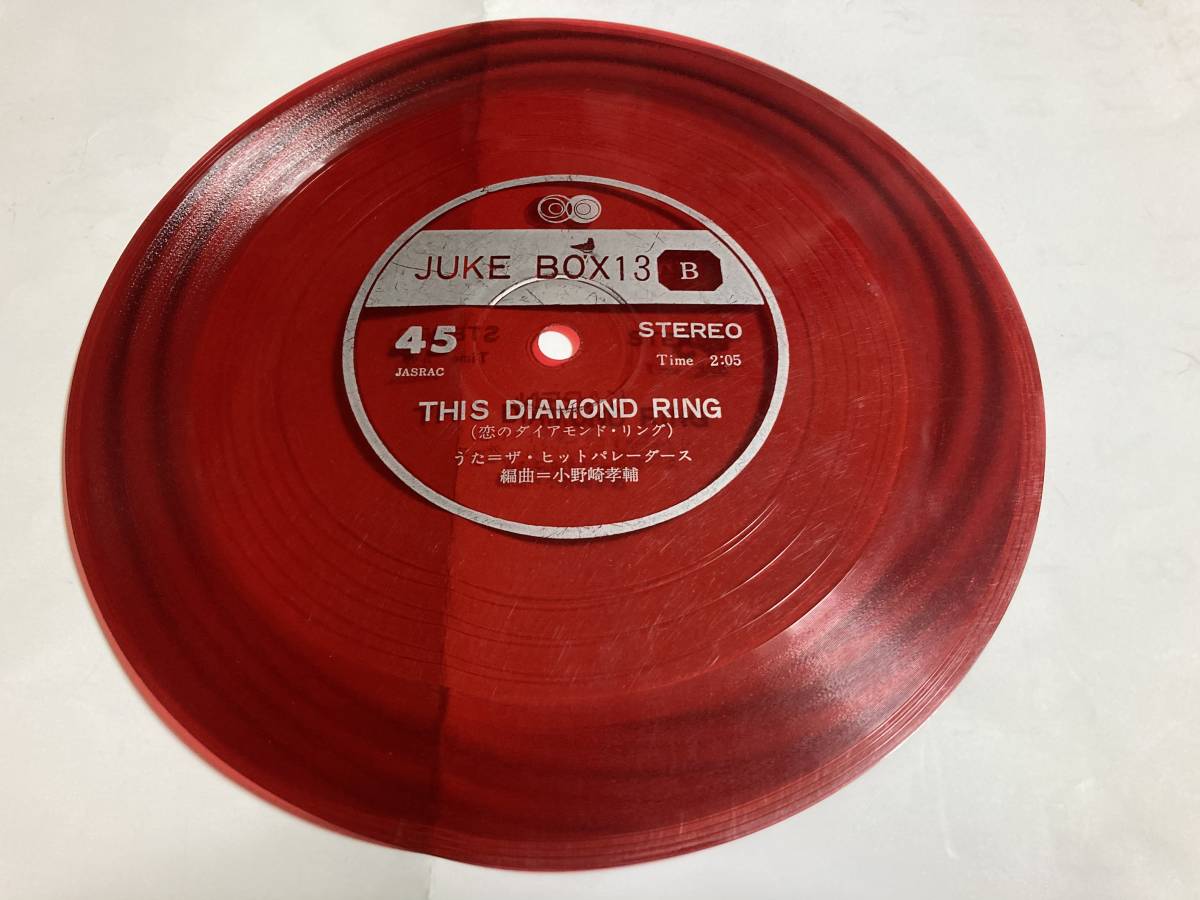 JUKE BOX 13 B
45 STEREO
JASRAC Time 2:05
THIS DIAMOND RING
(恋のダイアモンド・リング)
うた=ザ・ヒットパレーダース
編曲=小野崎孝輔